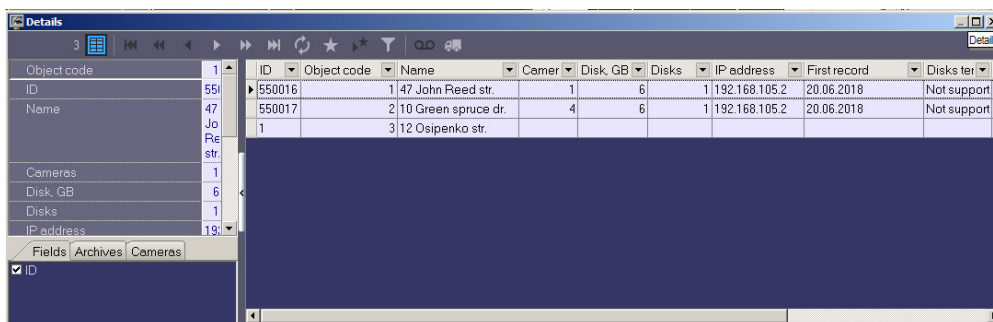 Details
3
Detail
Object code 1
ID 55
Name 47
Jo
Re
str.
Cameras 1
Disk, GB 6
Disks 1
IP address 19
Fields Archives Cameras
ID
ID Object code Name Camer Disk, GB Disks IP address First record Disks ter
550016 1 47 John Reed str. 1 6 1 192.168.105.2 20.06.2018 Not support
550017 2 10 Green spruce dr. 4 6 1 192.168.105.2 20.06.2018 Not support
1 3 12 Osipenko str.